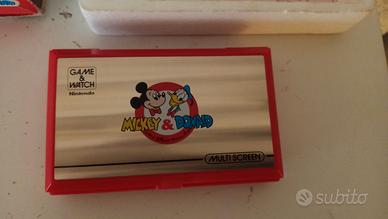 GAME
&
WATCH
Nintendo
MICKEY & DONALD
MULTI SCREEN
subito